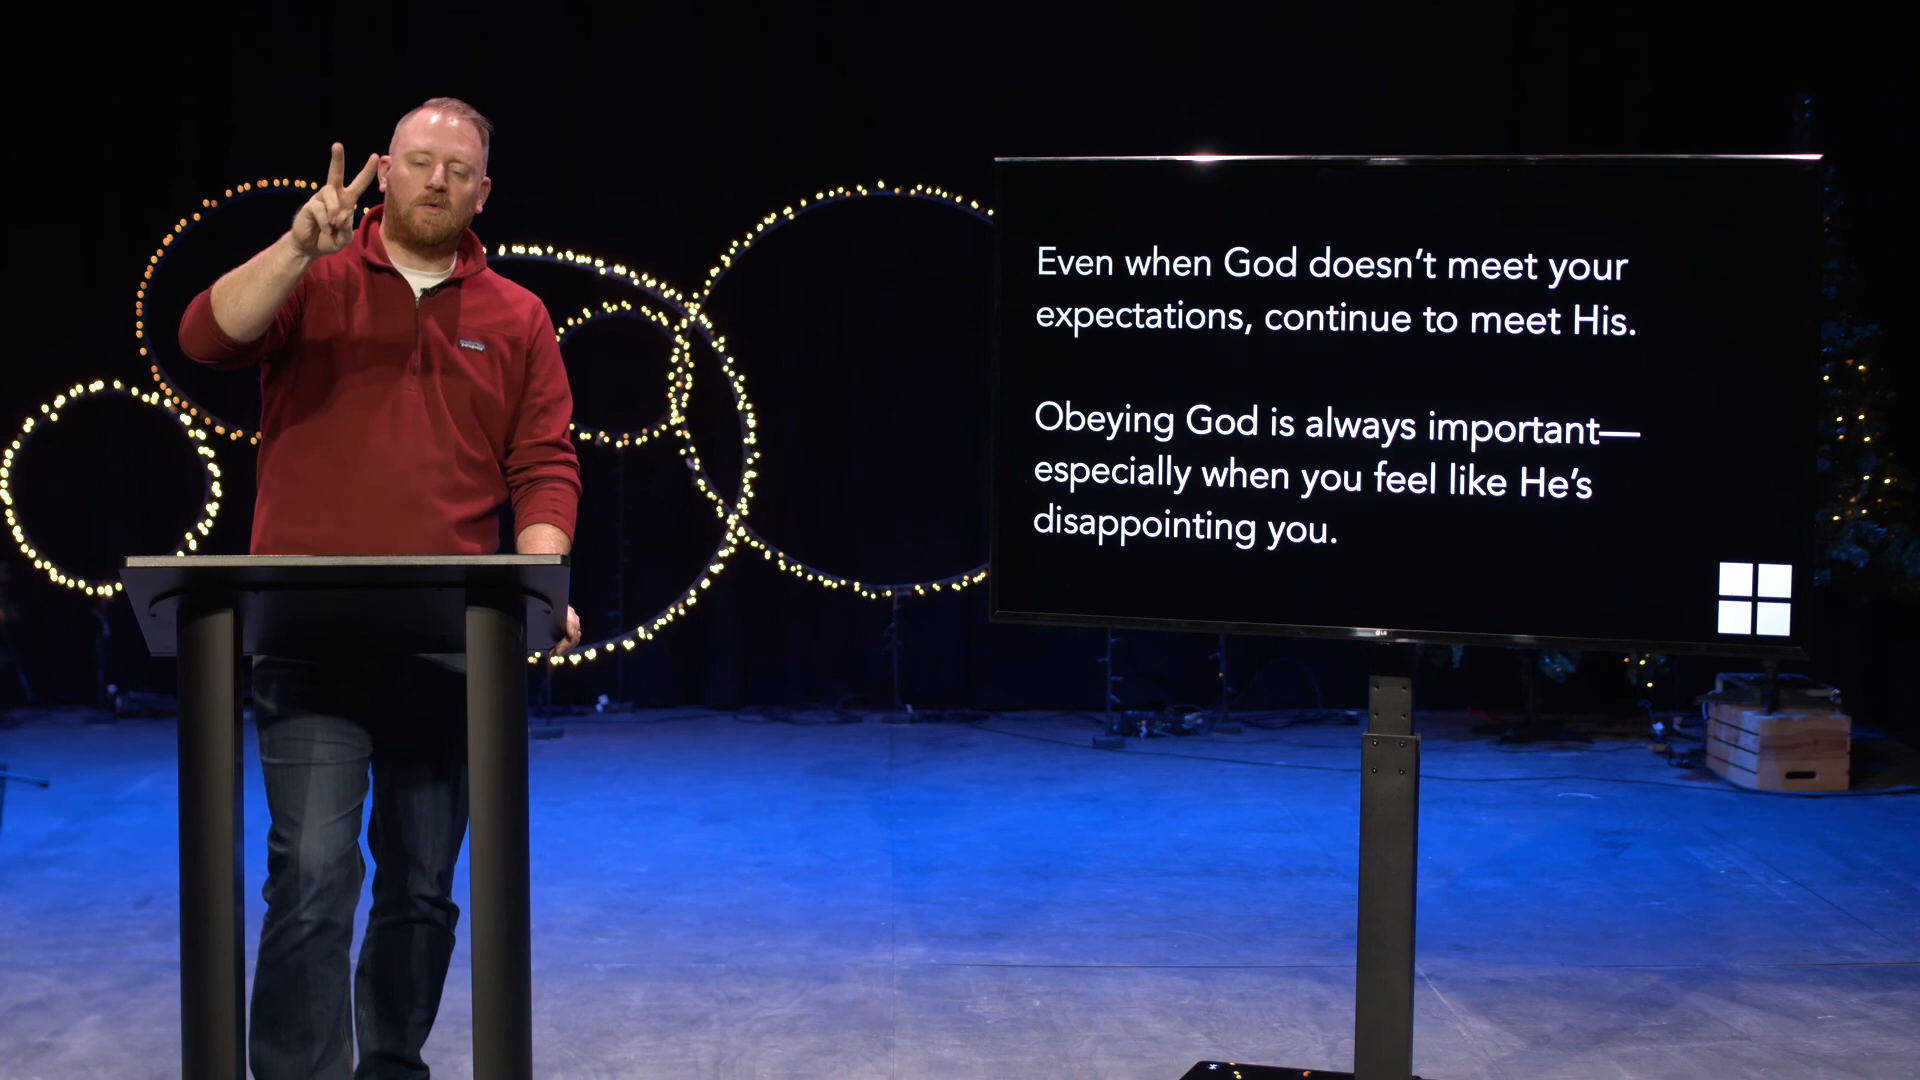 Even when God doesn’t meet your
expectations, continue to meet His.
Obeying God is always important—
especially when you feel like He’s
disappointing you.